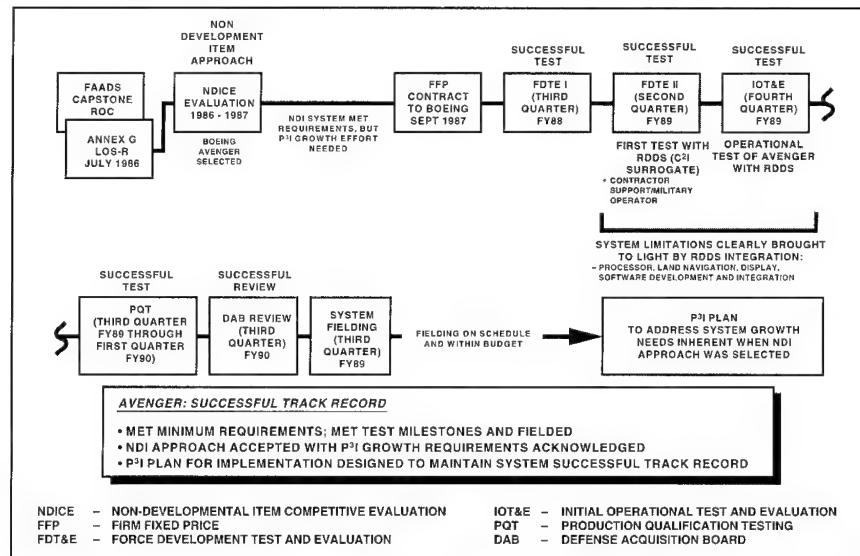 NON
DEVELOPMENT
ITEM
APPROACH
FAADS
CAPSTONE
ROC
ANNEX G
LOS-R
JULY 1986
NDICE
EVALUATION
1986 - 1987
BOEING
AVENGER
SELECTED
NDI SYSTEM MET
REQUIREMENTS, BUT
P³I GROWTH EFFORT
NEEDED
FFP
CONTRACT
TO BOEING
SEPT 1987
SUCCESSFUL
TEST
FDTE I
(THIRD
QUARTER)
FY88
SUCCESSFUL
TEST
FDTE II
(SECOND
QUARTER)
FY89
FIRST TEST WITH
RDDS (C²I
SURROGATE)
+ CONTRACTOR
SUPPORT/MILITARY
OPERATOR
SUCCESSFUL
TEST
IOT&E
(FOURTH
QUARTER)
FY89
OPERATIONAL
TEST OF AVENGER
WITH RDDS
SYSTEM LIMITATIONS CLEARLY BROUGHT
TO LIGHT BY RDDS INTEGRATION:
– PROCESSOR, LAND NAVIGATION, DISPLAY,
SOFTWARE DEVELOPMENT AND INTEGRATION
SUCCESSFUL
TEST
PQT
(THIRD QUARTER
FY89 THROUGH
FIRST QUARTER
FY90)
SUCCESSFUL
REVIEW
DAB REVIEW
(THIRD
QUARTER)
FY90
SYSTEM
FIELDING
(THIRD
QUARTER)
FY89
FIELDING ON SCHEDULE
AND WITHIN BUDGET
P³I PLAN
TO ADDRESS SYSTEM GROWTH
NEEDS INHERENT WHEN NDI
APPROACH WAS SELECTED
AVENGER: SUCCESSFUL TRACK RECORD
• MET MINIMUM REQUIREMENTS; MET TEST MILESTONES AND FIELDED
• NDI APPROACH ACCEPTED WITH P³I GROWTH REQUIREMENTS ACKNOWLEDGED
• P³I PLAN FOR IMPLEMENTATION DESIGNED TO MAINTAIN SYSTEM SUCCESSFUL TRACK RECORD
NDICE – NON-DEVELOPMENTAL ITEM COMPETITIVE EVALUATION
FFP – FIRM FIXED PRICE
FDT&E – FORCE DEVELOPMENT TEST AND EVALUATION
IOT&E – INITIAL OPERATIONAL TEST AND EVALUATION
PQT – PRODUCTION QUALIFICATION TESTING
DAB – DEFENSE ACQUISITION BOARD